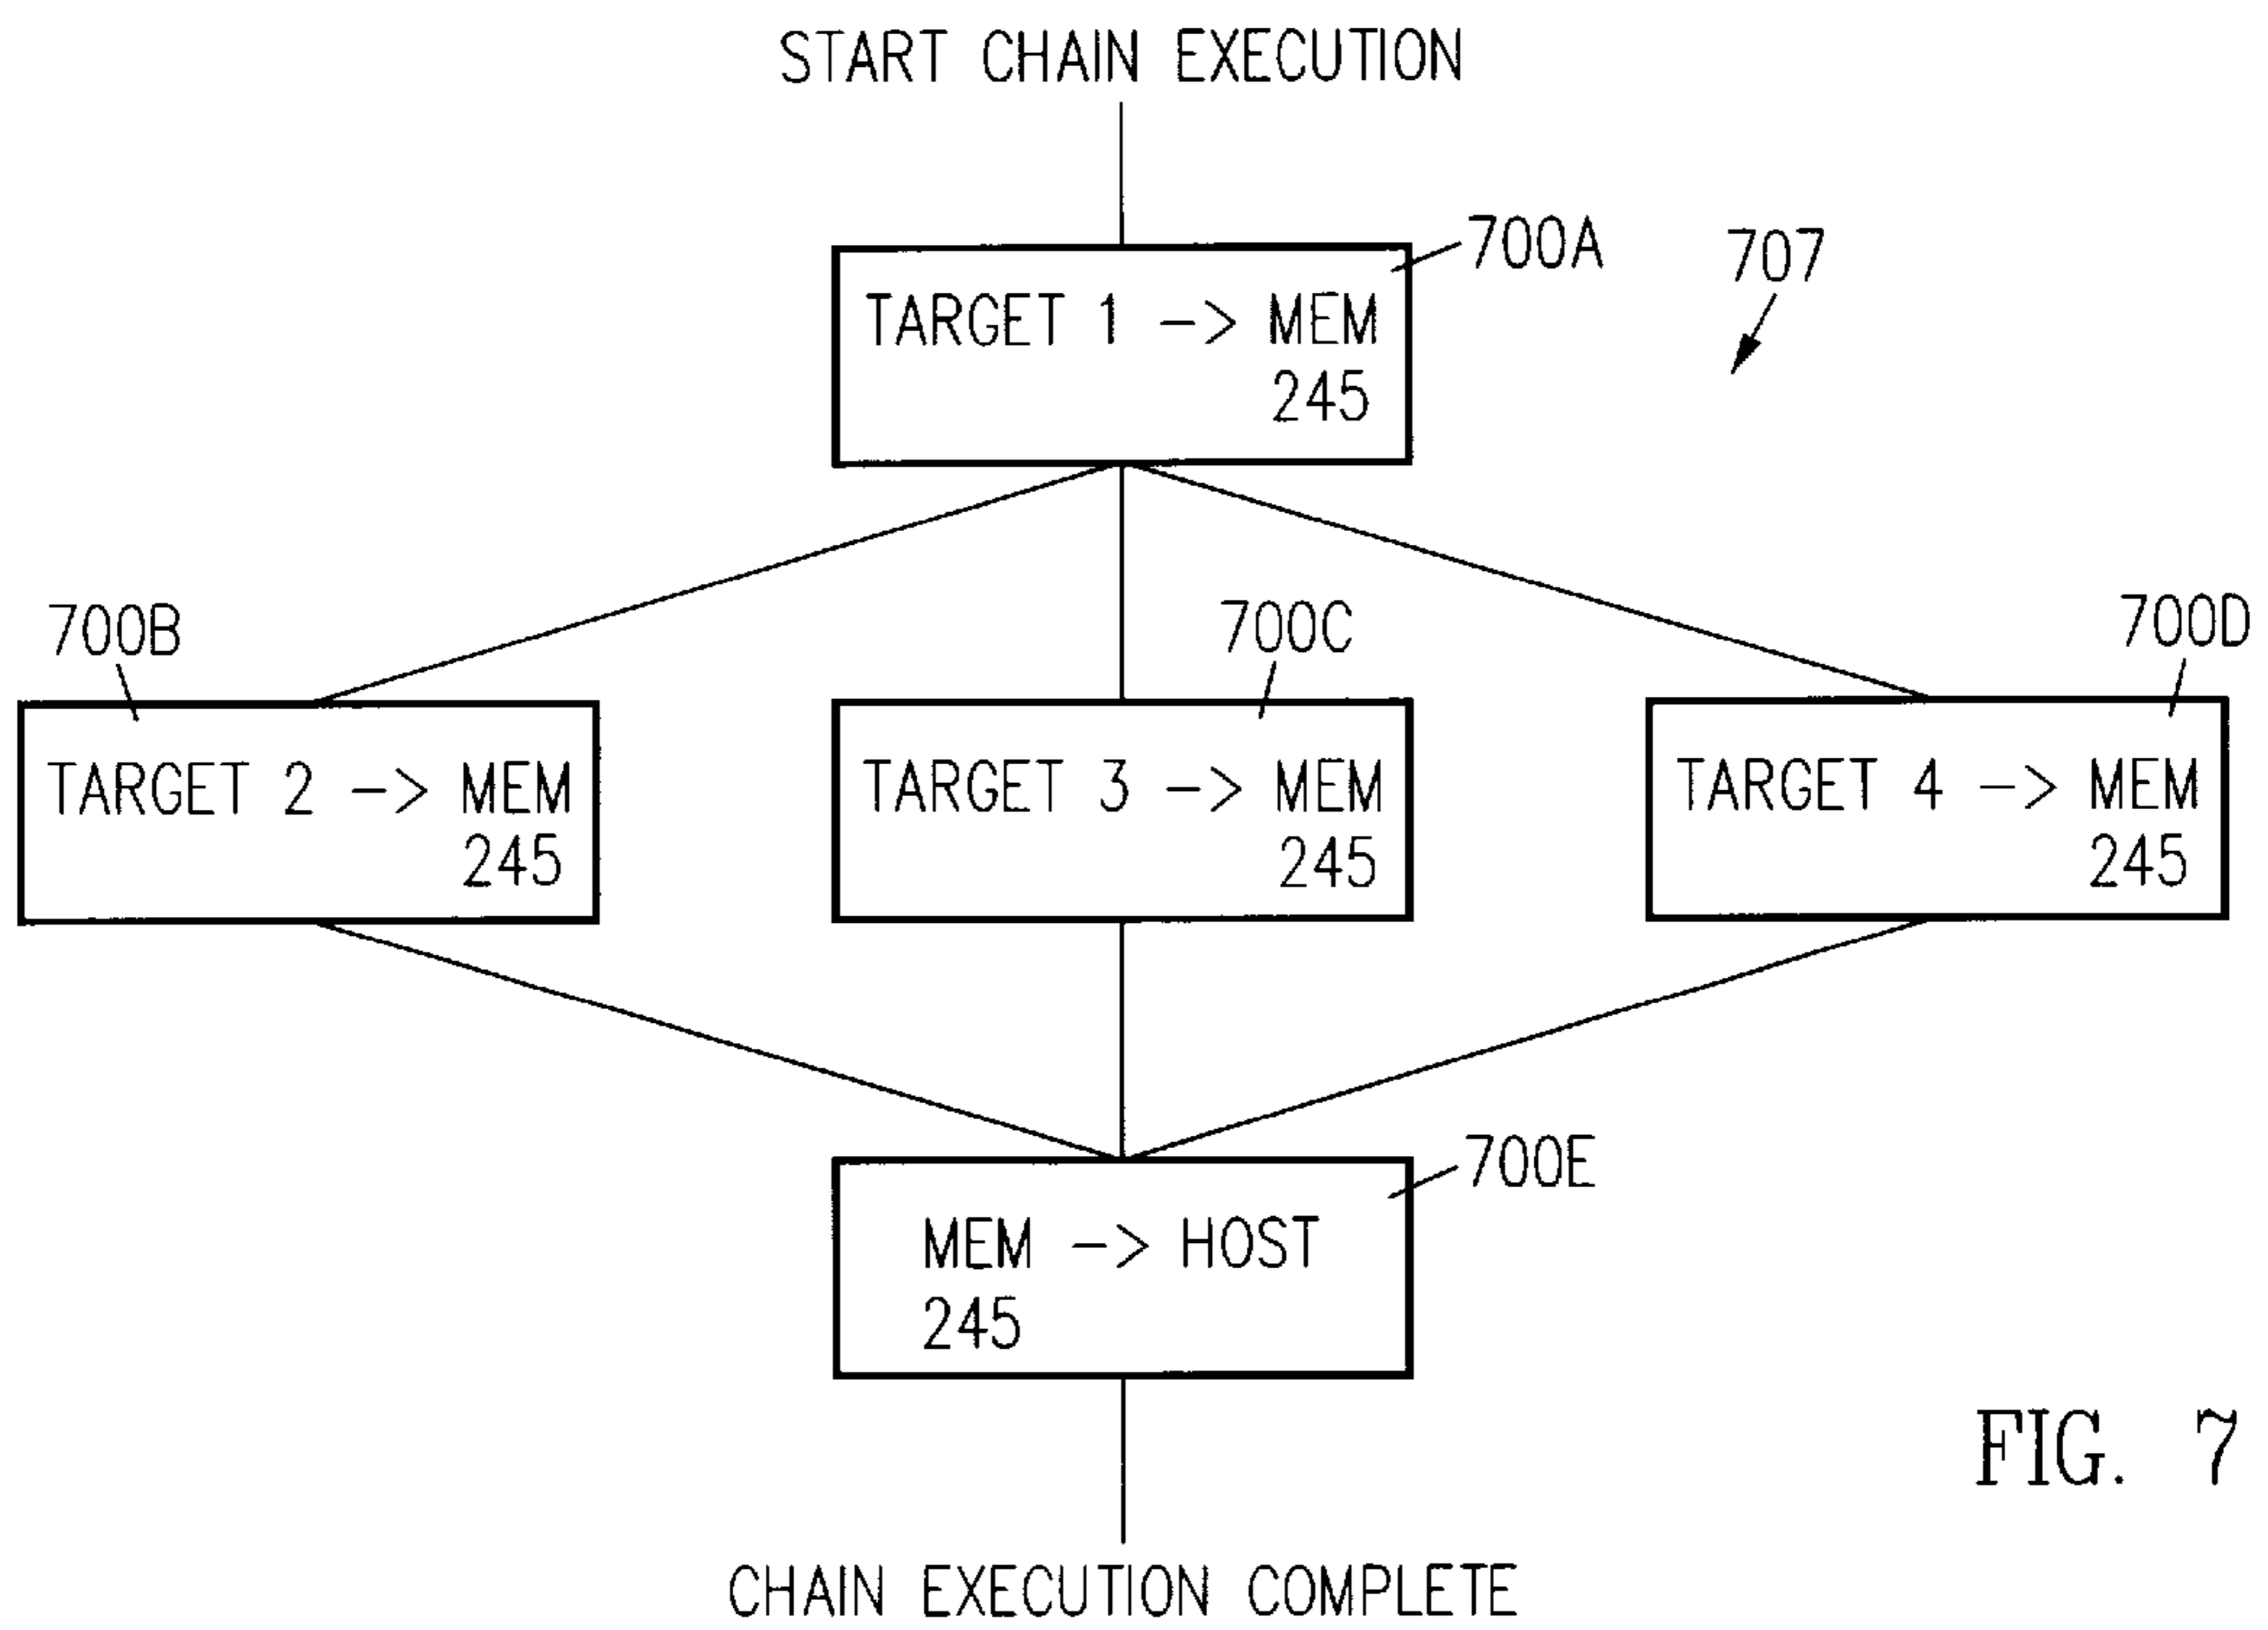 START CHAIN EXECUTION
700A
707
TARGET 1 -> MEM
245
700B
700C
700D
TARGET 2 -> MEM
245
TARGET 3 -> MEM
245
TARGET 4 -> MEM
245
700E
MEM -> HOST
245
FIG. 7
CHAIN EXECUTION COMPLETE